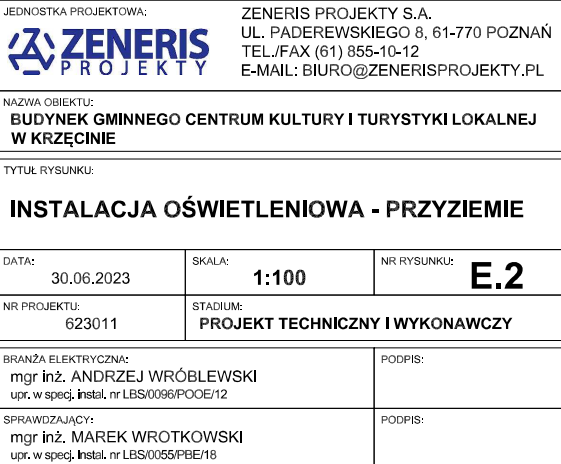 JEDNOSTKA PROJEKTOWA:
ZENERIS
PROJEKTY
ZENERIS PROJEKTY S.A.
UL. PADEREWSKIEGO 8, 61-770 POZNAŃ
TEL./FAX (61) 855-10-12
E-MAIL: BIURO@ZENERISPROJEKTY.PL
NAZWA OBIEKTU:
BUDYNEK GMINNEGO CENTRUM KULTURY I TURYSTYKI LOKALNEJ
W KRZĘCINIE
TYTUŁ RYSUNKU:
INSTALACJA OŚWIETLENIOWA - PRZYZIEMIE
DATA:
30.06.2023
SKALA:
1:100
NR RYSUNKU:
E.2
NR PROJEKTU:
623011
STADIUM:
PROJEKT TECHNICZNY I WYKONAWCZY
BRANŻA ELEKTRYCZNA:
mgr inż. ANDRZEJ WRÓBLEWSKI
upr. w specj. instal. nr LBS/0096/POOE/12
PODPIS:
SPRAWDZAJĄCY:
mgr inż. MAREK WROTKOWSKI
upr. w specj. instal. nr LBS/0055/PBE/18
PODPIS: